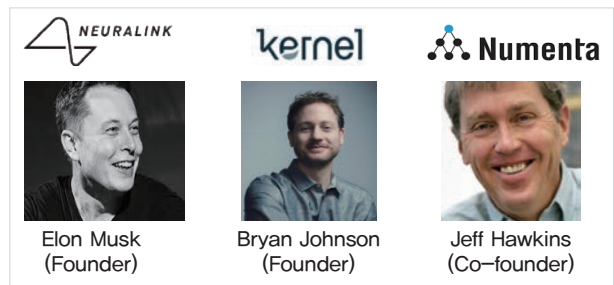 NEURALINK
kernel
Numenta
Elon Musk
(Founder)
Bryan Johnson
(Founder)
Jeff Hawkins
(Co-founder)